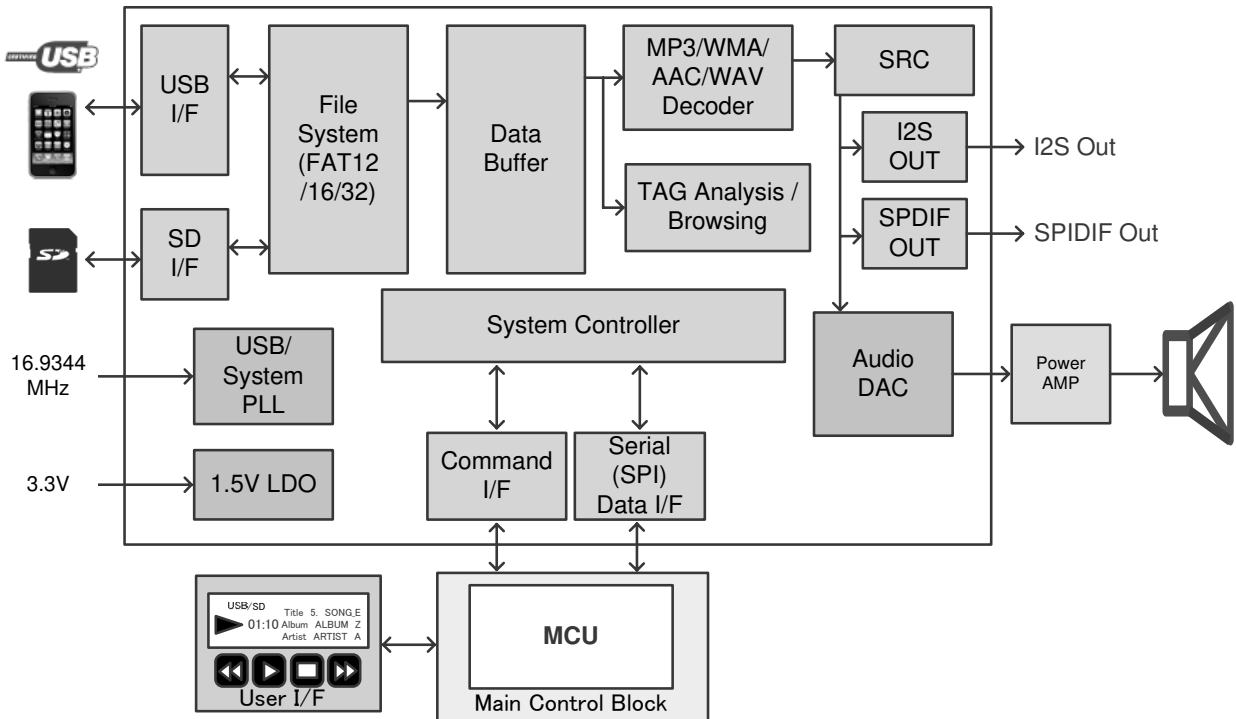 CERTIFIED USB
USB
I/F
File
System
(FAT12
/16/32)
Data
Buffer
MP3/WMA/
AAC/WAV
Decoder
SRC
I2S
OUT
I2S Out
TAG Analysis /
Browsing
SPDIF
OUT
SPIDIF Out
SD
SD
I/F
System Controller
16.9344
MHz
USB/
System
PLL
Audio
DAC
Power
AMP
Command
I/F
Serial
(SPI)
Data I/F
3.3V
1.5V LDO
USB/SD
Title 5. SONG_E
01:10 Album ALBUM Z
Artist ARTIST A
User I/F
MCU
Main Control Block